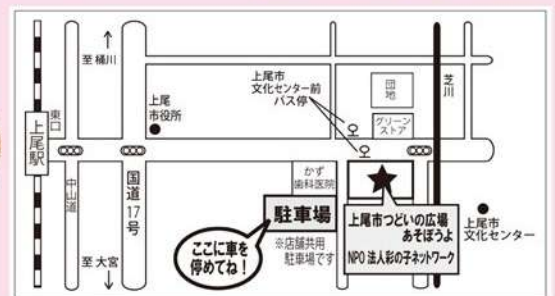 至 桶川
上尾市
文化センター前
バス停
団地
グリーン
ストア
芝川
上尾
市役所
東口
上尾駅
中山道
国道17号
かず
歯科医院
駐車場
※店舗共用
駐車場です
ここに車を
停めてね！
上尾市つどいの広場
あそぼうよ
NPO法人彩の子ネットワーク
上尾市
文化センター
至 大宮